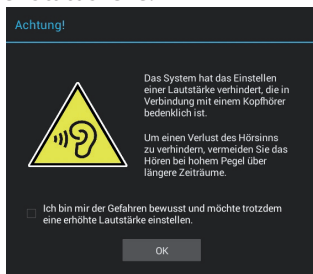 Achtung!
Das System hat das Einstellen
einer Lautstärke verhindert, die in
Verbindung mit einem Kopfhörer
bedenklich ist.
Um einen Verlust des Hörsinns
zu verhindern, vermeiden Sie das
Hören bei hohem Pegel über
längere Zeiträume.
Ich bin mir der Gefahren bewusst und möchte trotzdem
eine erhöhte Lautstärke einstellen.
OK